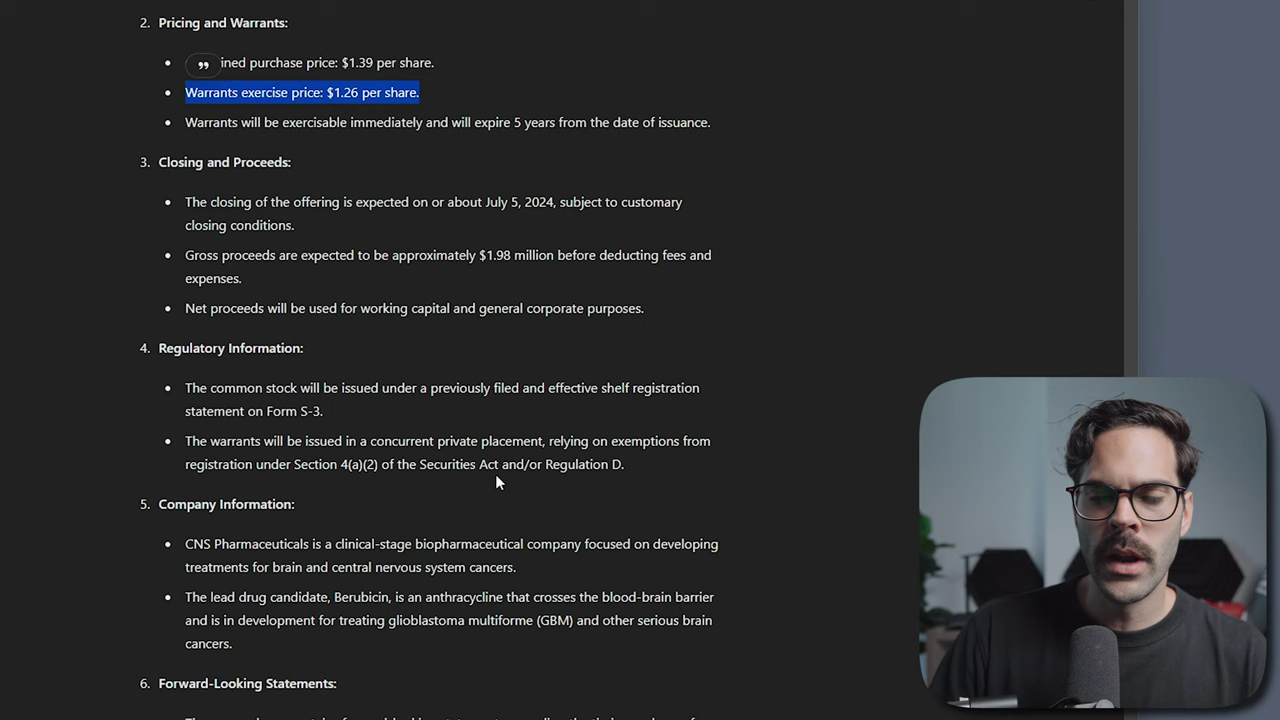 2. Pricing and Warrants:
ined purchase price: $1.39 per share.
Warrants exercise price: $1.26 per share.
Warrants will be exercisable immediately and will expire 5 years from the date of issuance.
3. Closing and Proceeds:
The closing of the offering is expected on or about July 5, 2024, subject to customary
closing conditions.
Gross proceeds are expected to be approximately $1.98 million before deducting fees and
expenses.
Net proceeds will be used for working capital and general corporate purposes.
4. Regulatory Information:
The common stock will be issued under a previously filed and effective shelf registration
statement on Form S-3.
The warrants will be issued in a concurrent private placement, relying on exemptions from
registration under Section 4(a)(2) of the Securities Act and/or Regulation D.
5. Company Information:
CNS Pharmaceuticals is a clinical-stage biopharmaceutical company focused on developing
treatments for brain and central nervous system cancers.
The lead drug candidate, Berubicin, is an anthracycline that crosses the blood-brain barrier
and is in development for treating glioblastoma multiforme (GBM) and other serious brain
cancers.
6. Forward-Looking Statements: